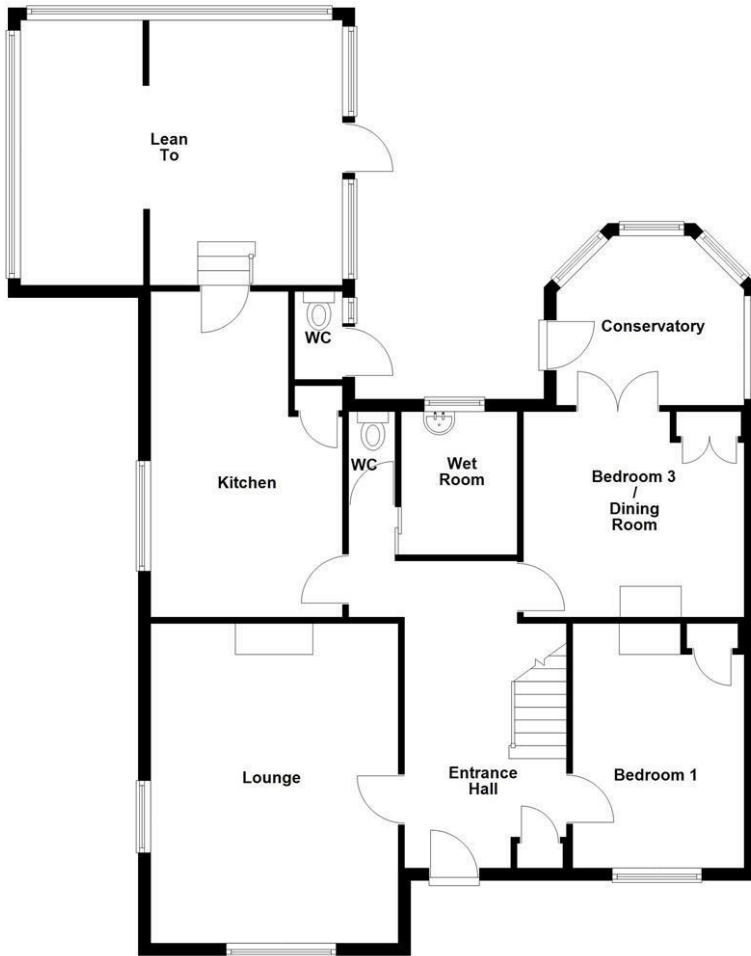 Lean
To
Conservatory
WC
WC
Wet
Room
Kitchen
Bedroom 3
/
Dining
Room
Lounge
Entrance
Hall
Bedroom 1